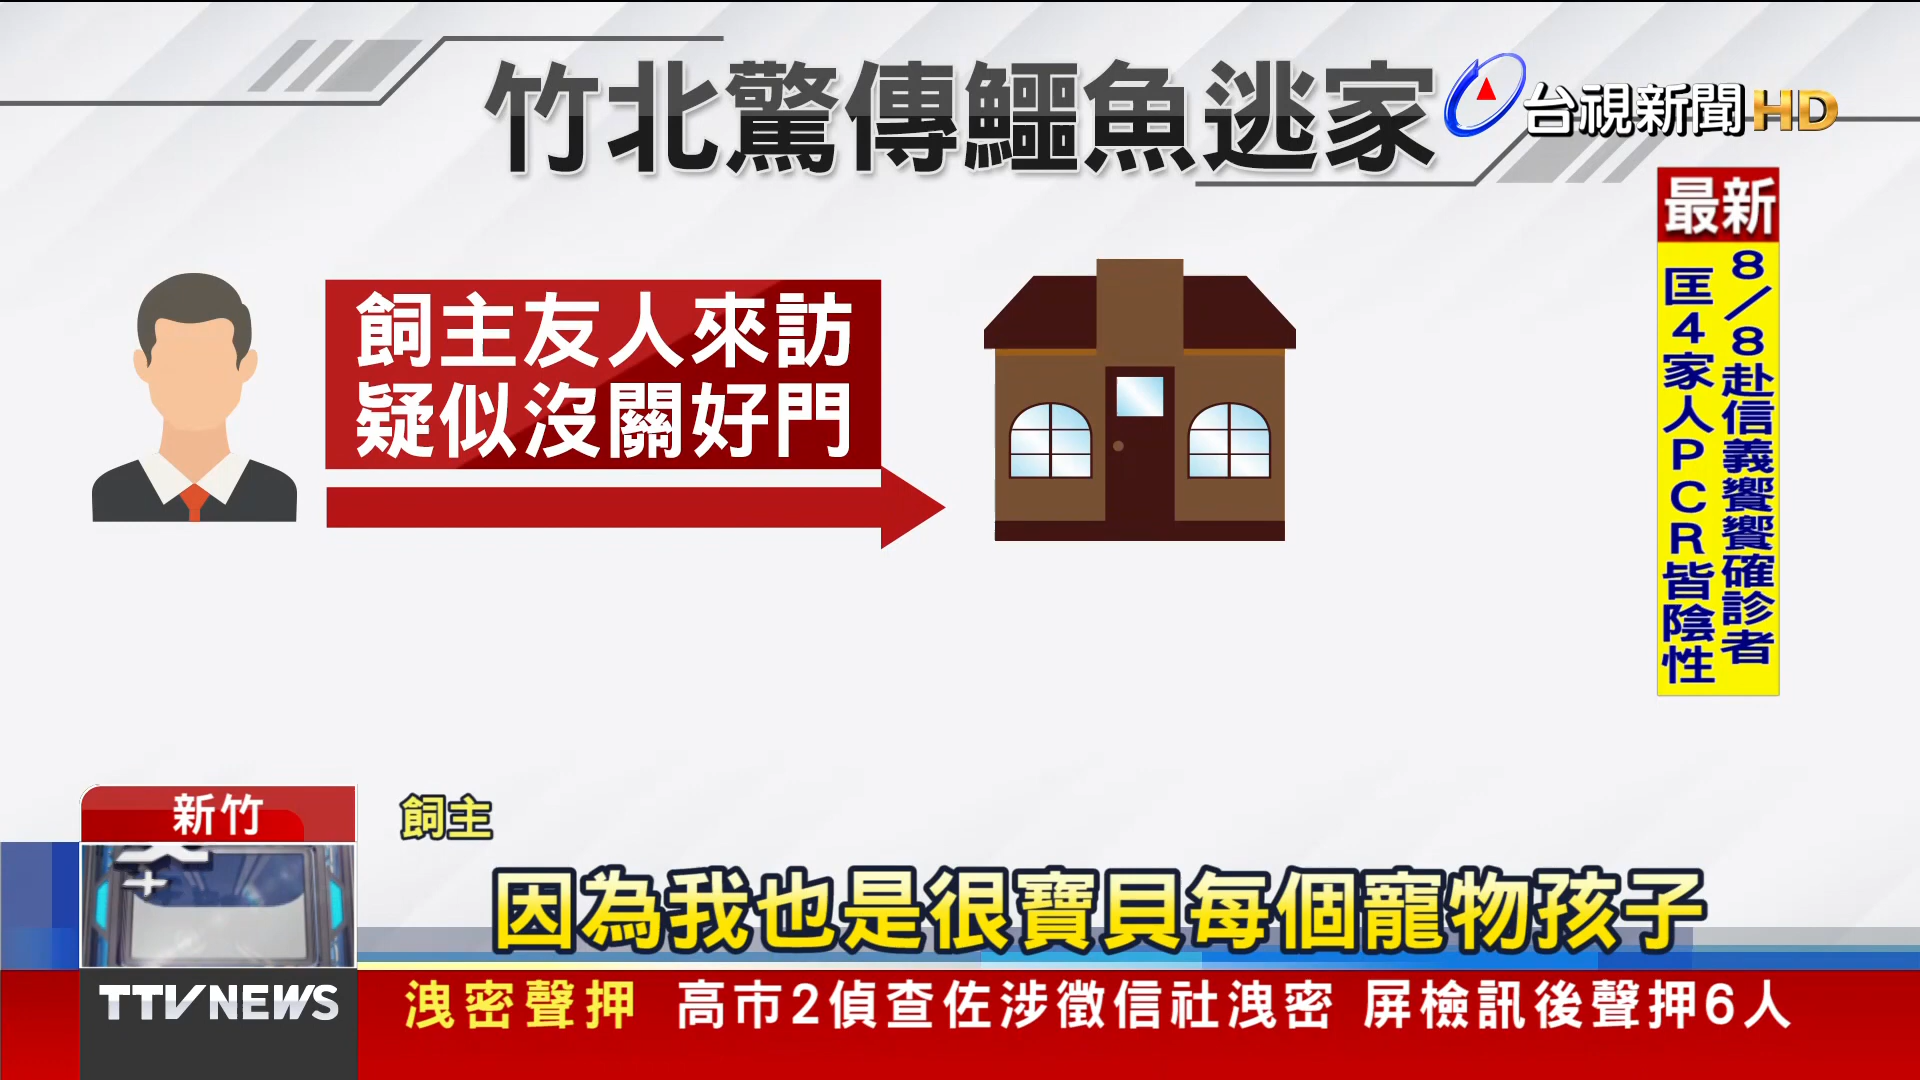 竹北驚傳鱷魚逃家
台視新聞HD
最新
8/8赴信義饗饗確診者
匡4家人PCR皆陰性
飼主友人來訪
疑似沒關好門
新竹
飼主
因為我也是很寶貝每個寵物孩子
TTV NEWS
洩密聲押 高市2偵查佐涉徵信社洩密 屏檢訊後聲押6人